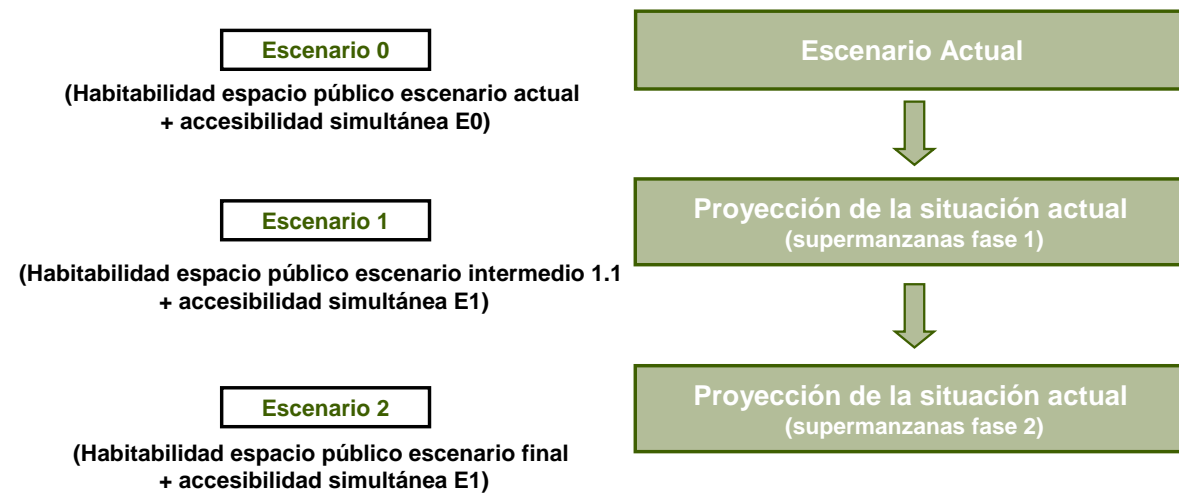 Escenario 0
(Habitabilidad espacio público escenario actual
+ accesibilidad simultánea E0)
Escenario Actual
Escenario 1
(Habitabilidad espacio público escenario intermedio 1.1
+ accesibilidad simultánea E1)
Proyección de la situación actual
(supermanzanas fase 1)
Escenario 2
(Habitabilidad espacio público escenario final
+ accesibilidad simultánea E1)
Proyección de la situación actual
(supermanzanas fase 2)